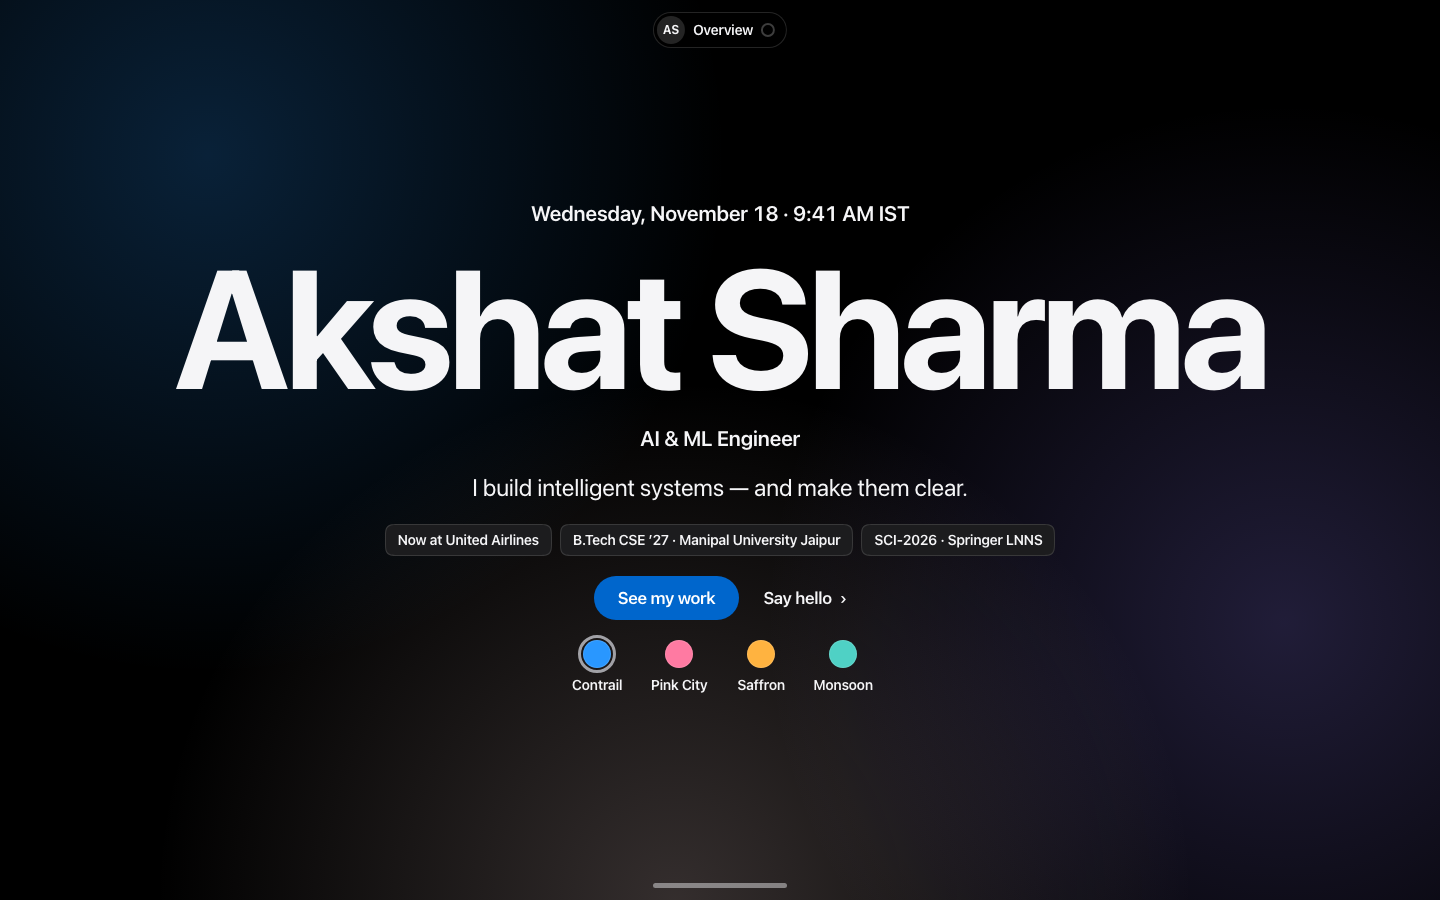 AS Overview
Wednesday, November 18 · 9:41 AM IST
Akshat Sharma
AI & ML Engineer
I build intelligent systems — and make them clear.
Now at United Airlines
B.Tech CSE ’27 · Manipal University Jaipur
SCI-2026 · Springer LNNS
See my work
Say hello ›
Contrail
Pink City
Saffron
Monsoon